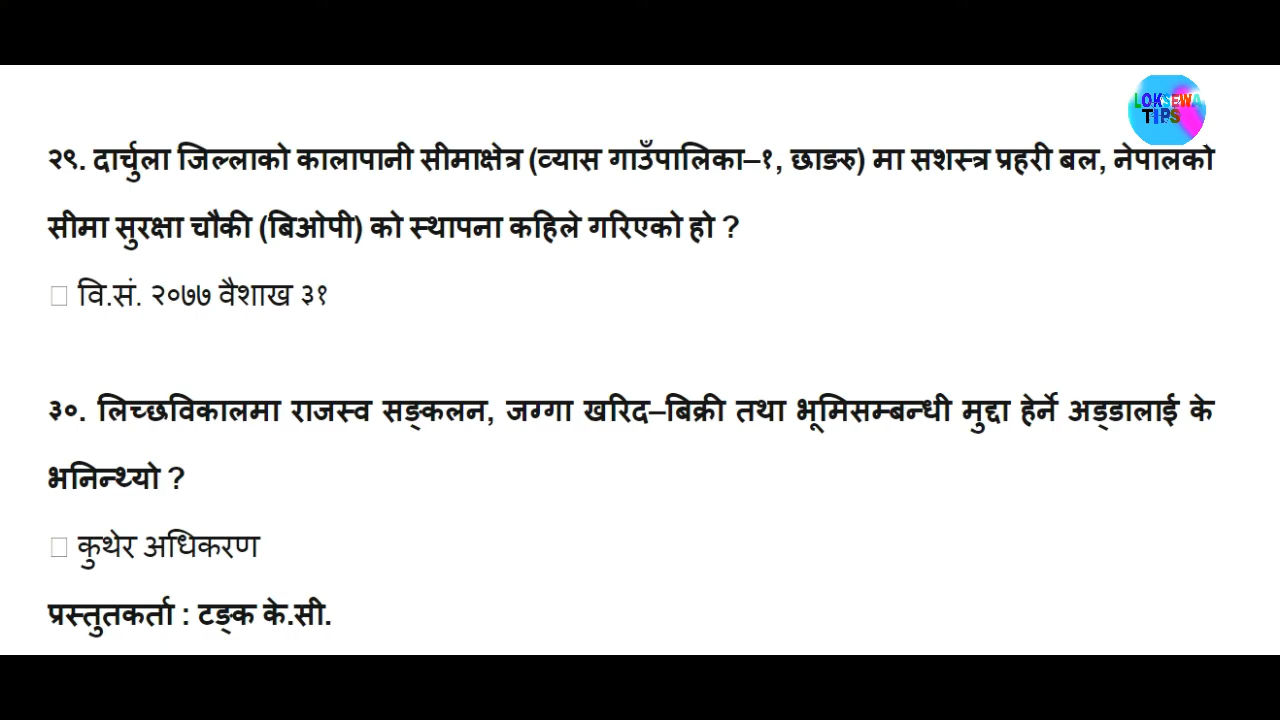 LOKSEWA
TIPS
२९. दार्चुला जिल्लाको कालापानी सीमाक्षेत्र (व्यास गाउँपालिका–१, छाङरु) मा सशस्त्र प्रहरी बल, नेपालको
सीमा सुरक्षा चौकी (बिओपी) को स्थापना कहिले गरिएको हो ?
वि.सं. २०७७ वैशाख ३१
३०. लिच्छविकालमा राजस्व सङ्कलन, जग्गा खरिद–बिक्री तथा भूमिसम्बन्धी मुद्दा हेर्ने अड्डालाई के
भनिन्थ्यो ?
कुथेर अधिकरण
प्रस्तुतकर्ता : टङ्क के.सी.